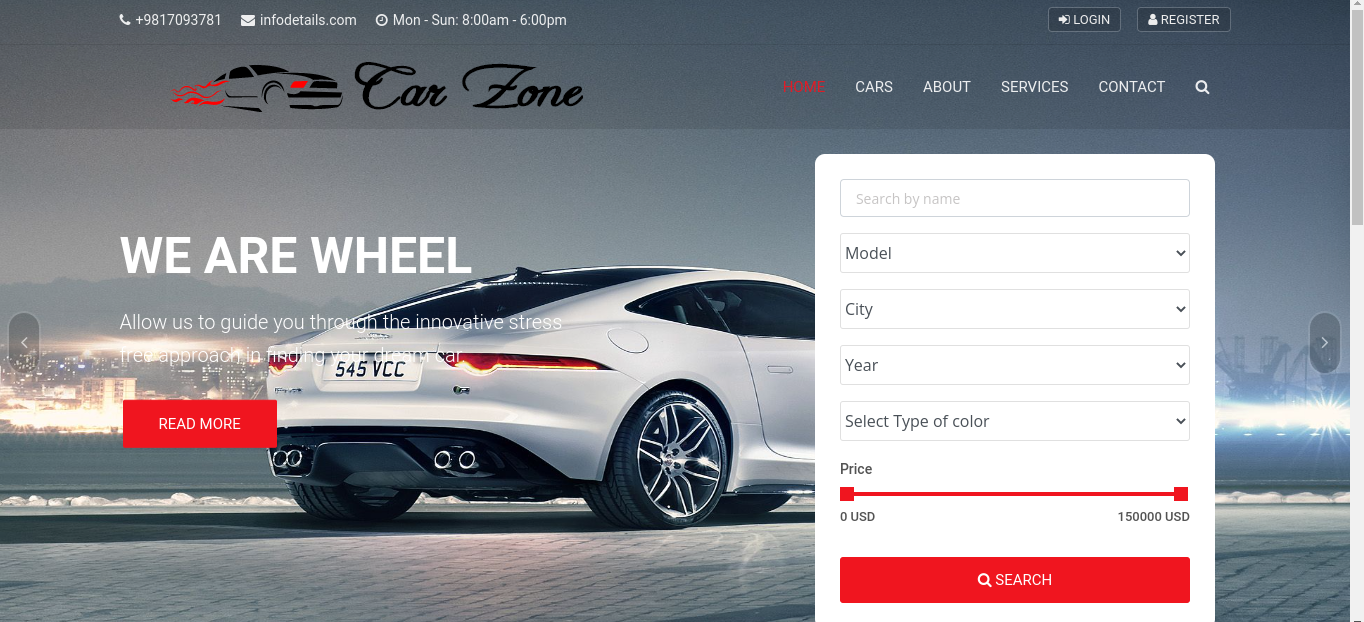 +9817093781 infodetails.com Mon - Sun: 8:00am - 6:00pm LOGIN REGISTER
Car Zone HOME CARS ABOUT SERVICES CONTACT
Search by name
Model
WE ARE WHEEL
City
Allow us to guide you through the innovative stress
free approach in finding your dream car
545 VCC
Year
READ MORE
Select Type of color
Price
0 USD 150000 USD
SEARCH